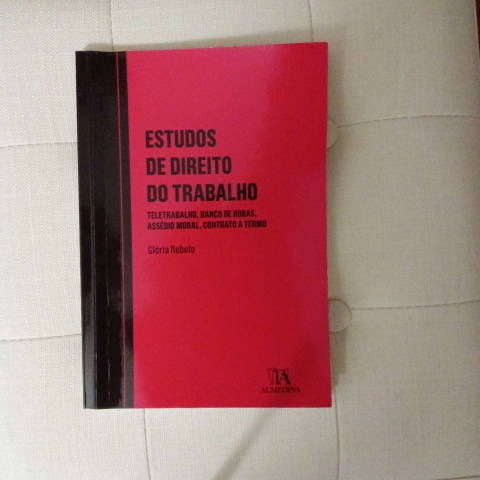 ESTUDOS
DE DIREITO
DO TRABALHO
TELETRABALHO, BANCO DE HORAS,
ASSÉDIO MORAL, CONTRATO A TERMO
Glória Rebelo
ALMEDINA